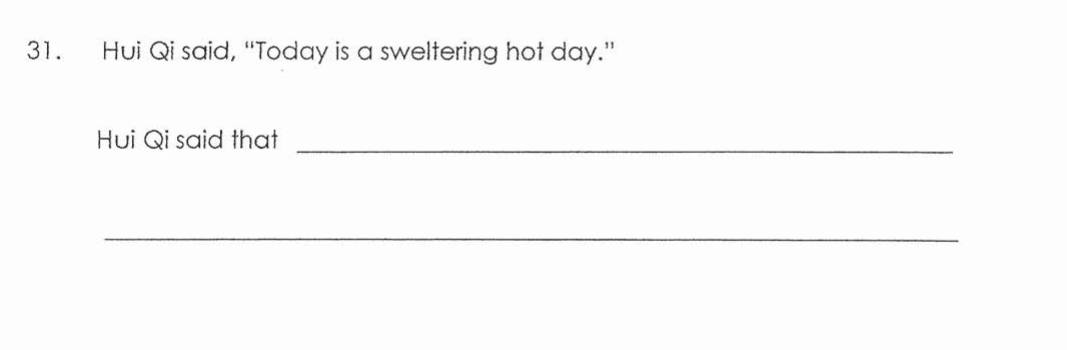 31. Hui Qi said, "Today is a sweltering hot day."
Hui Qi said that